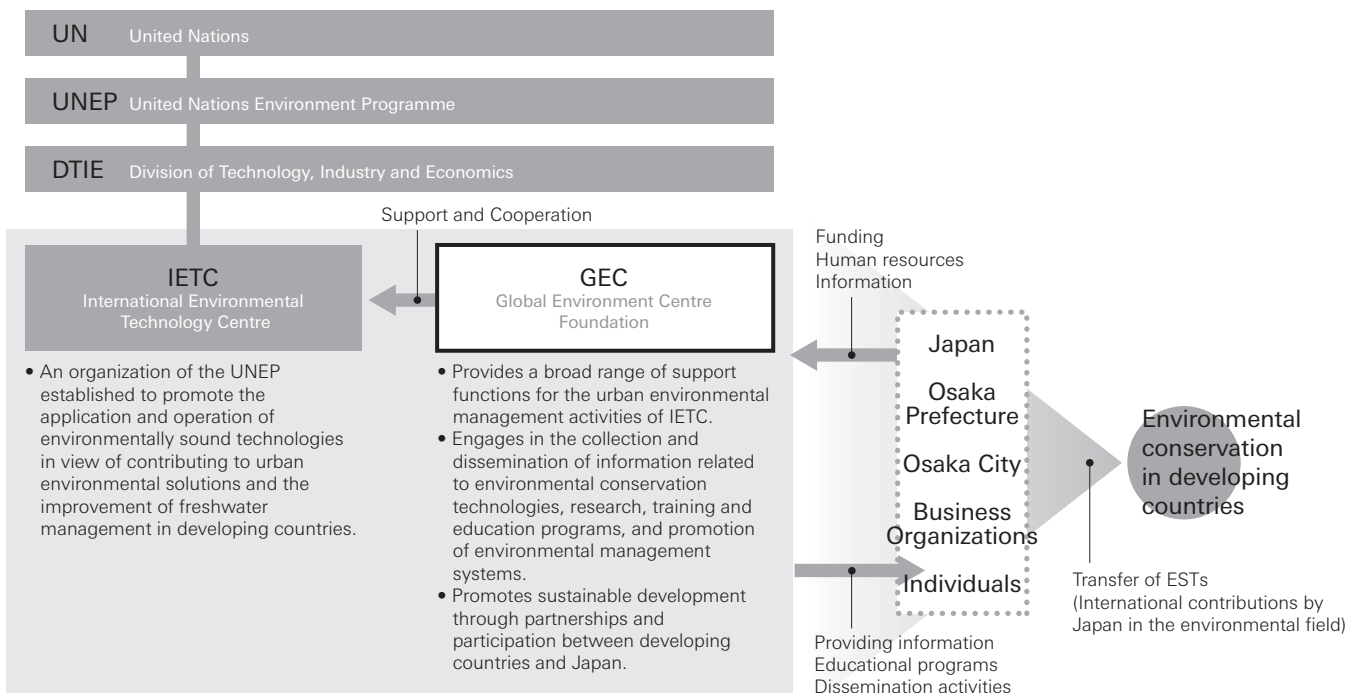 UN United Nations
UNEP United Nations Environment Programme
DTIE Division of Technology, Industry and Economics
Support and Cooperation
IETC
International Environmental
Technology Centre
• An organization of the UNEP
established to promote the
application and operation of
environmentally sound technologies
in view of contributing to urban
environmental solutions and the
improvement of freshwater
management in developing countries.
GEC
Global Environment Centre
Foundation
• Provides a broad range of support
functions for the urban environmental
management activities of IETC.
• Engages in the collection and
dissemination of information related
to environmental conservation
technologies, research, training and
education programs, and promotion
of environmental management
systems.
• Promotes sustainable development
through partnerships and
participation between developing
countries and Japan.
Funding
Human resources
Information
Japan
Osaka
Prefecture
Osaka City
Business
Organizations
Individuals
Providing information
Educational programs
Dissemination activities
Environmental
conservation
in developing
countries
Transfer of ESTs
(International contributions by
Japan in the environmental field)